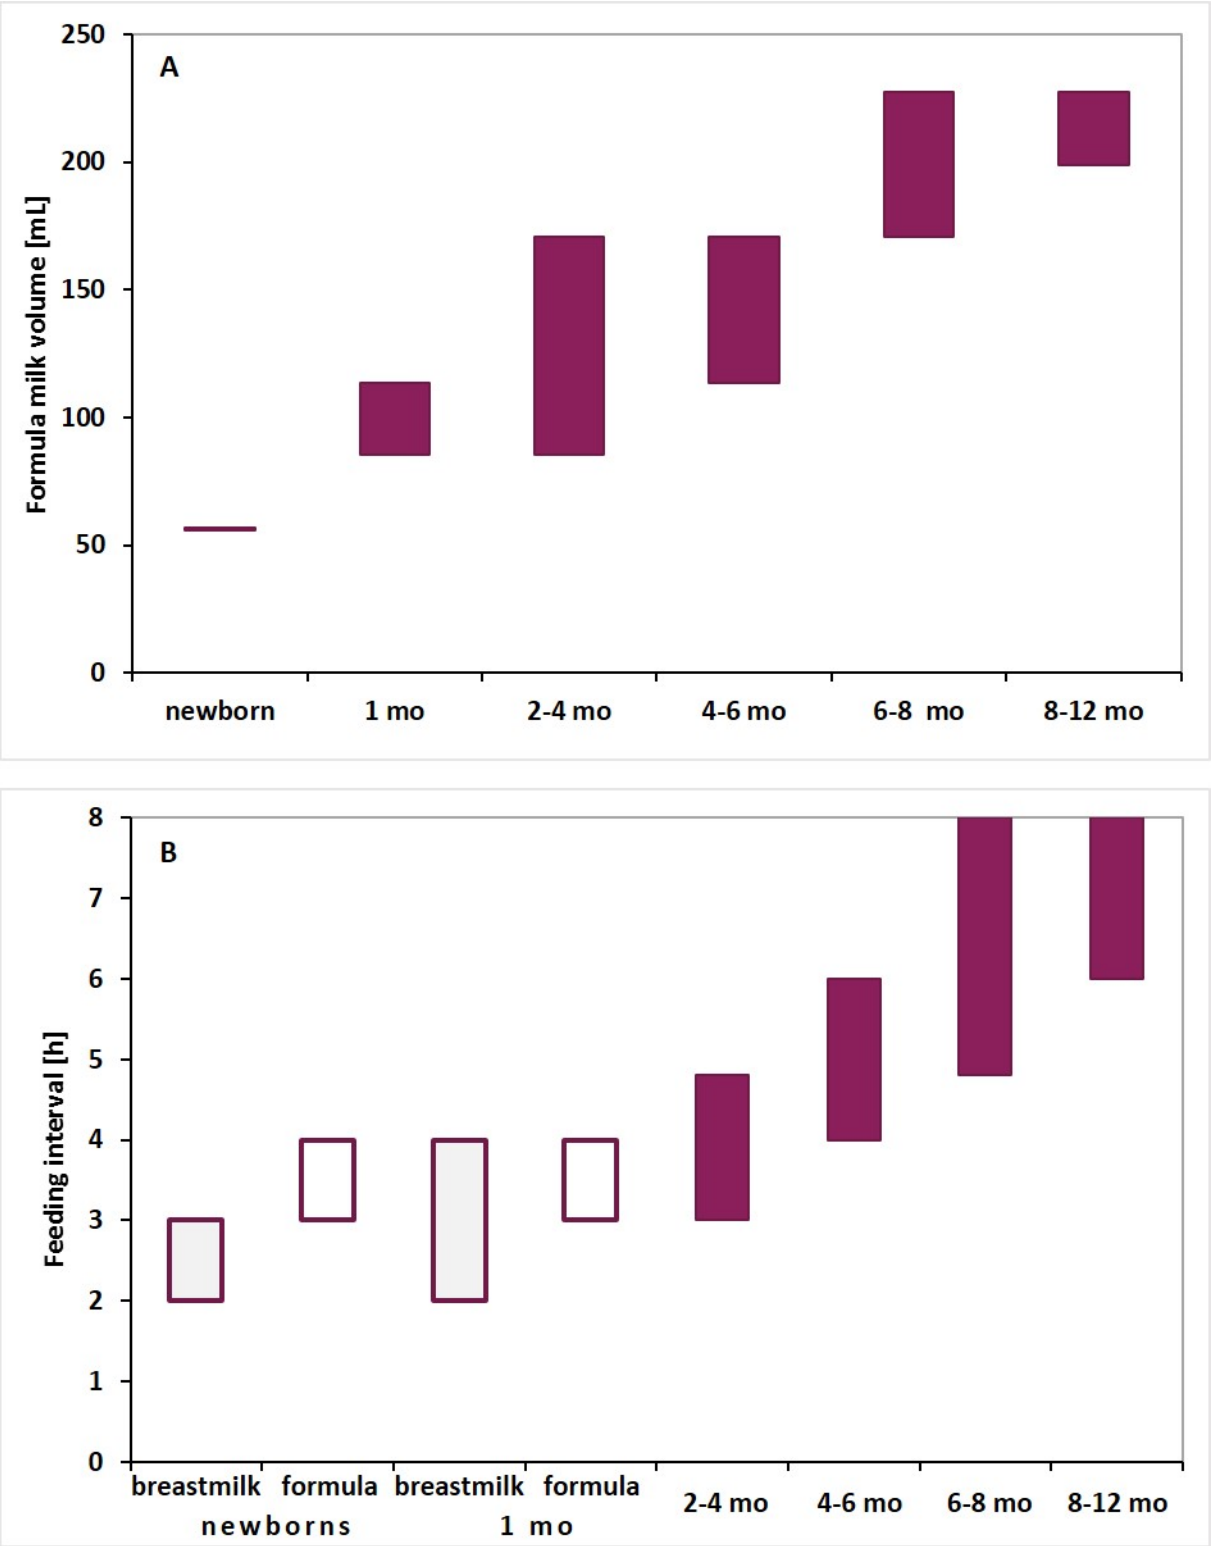 250
A
200
150
100
50
0
Formula milk volume [mL]
newborn 1 mo 2-4 mo 4-6 mo 6-8 mo 8-12 mo
8
B
7
6
5
4
3
2
1
0
Feeding interval [h]
breastmilk formula breastmilk formula 2-4 mo 4-6 mo 6-8 mo 8-12 mo
newborns 1 mo